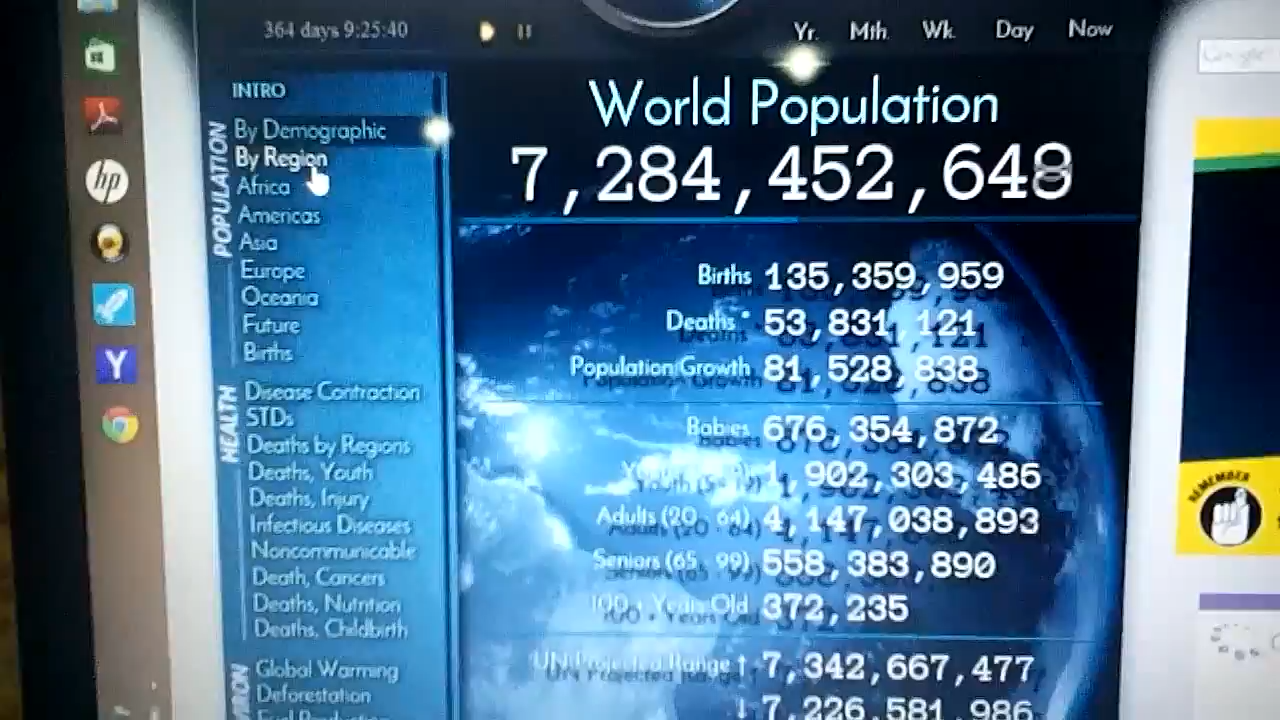 364 days 9:25:40
Yr. Mth. Wk. Day Now
INTRO
POPULATION
By Demographic
By Region
Africa
Americas
Asia
Europe
Oceania
Future
Births
HEALTH
Disease Contraction
STDs
Deaths by Regions
Deaths, Youth
Deaths, Injury
Infectious Diseases
Noncommunicable
Death, Cancers
Deaths, Nutrition
Deaths, Childbirth
Global Warming
Deforestation
World Population
7,284,452,648
Births 135,359,959
Deaths 53,831,121
Population Growth 81,528,838
Babies 676,354,872
Youth 1,902,303,485
Adults (20 - 64) 4,147,038,893
Seniors (65 - 99) 558,383,890
100 + Years Old 372,235
UN Projected Range ↑ 7,342,667,477
↓ 7,226,581,986
hp
Y
Google
REMEMBER